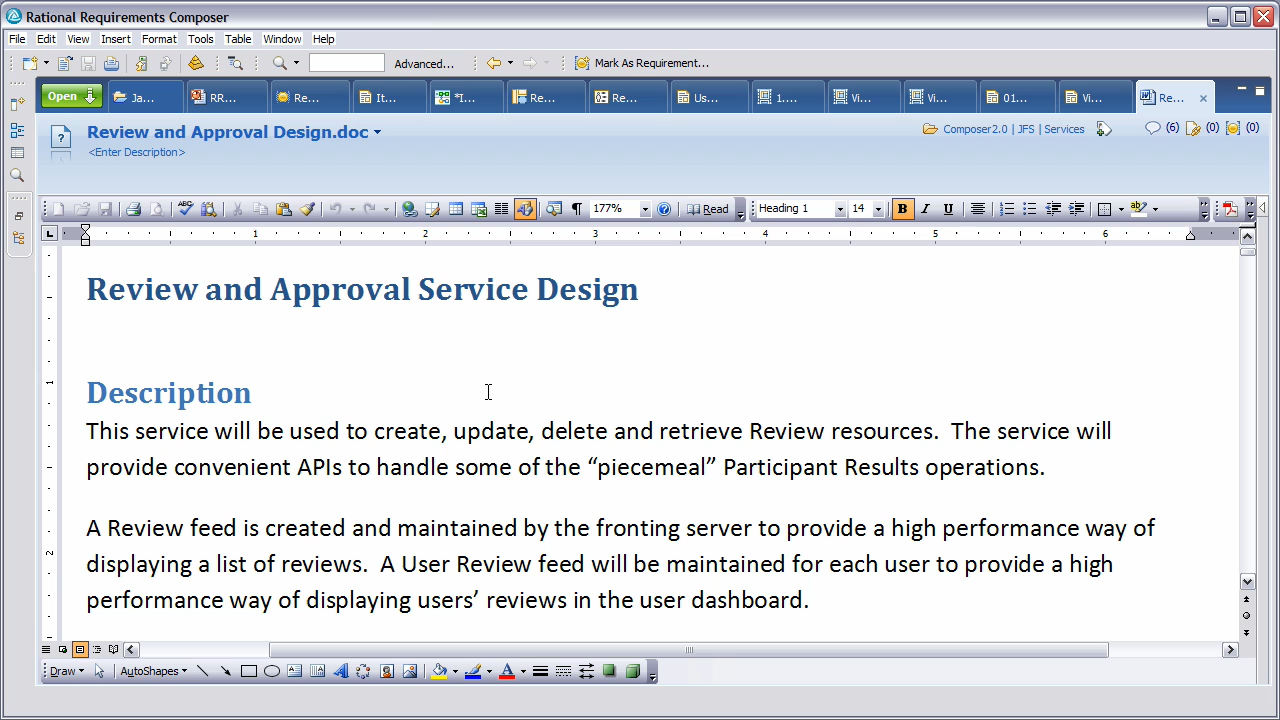 Rational Requirements Composer
File Edit View Insert Format Tools Table Window Help
Advanced... Mark As Requirement...
Open Ja... RR... Re... It... *I... Re... Re... Us... 1.... Vi... Vi... 01... Vi... Re...
Review and Approval Design.doc
Composer2.0 | JFS | Services (6) (0) (0)
<Enter Description>
177% Read Heading 1 14 B I U
1 2 3 4 5 6
Review and Approval Service Design
Description
This service will be used to create, update, delete and retrieve Review resources.  The service will
provide convenient APIs to handle some of the “piecemeal” Participant Results operations.
A Review feed is created and maintained by the fronting server to provide a high performance way of
displaying a list of reviews.  A User Review feed will be maintained for each user to provide a high
performance way of displaying users’ reviews in the user dashboard.
Draw AutoShapes